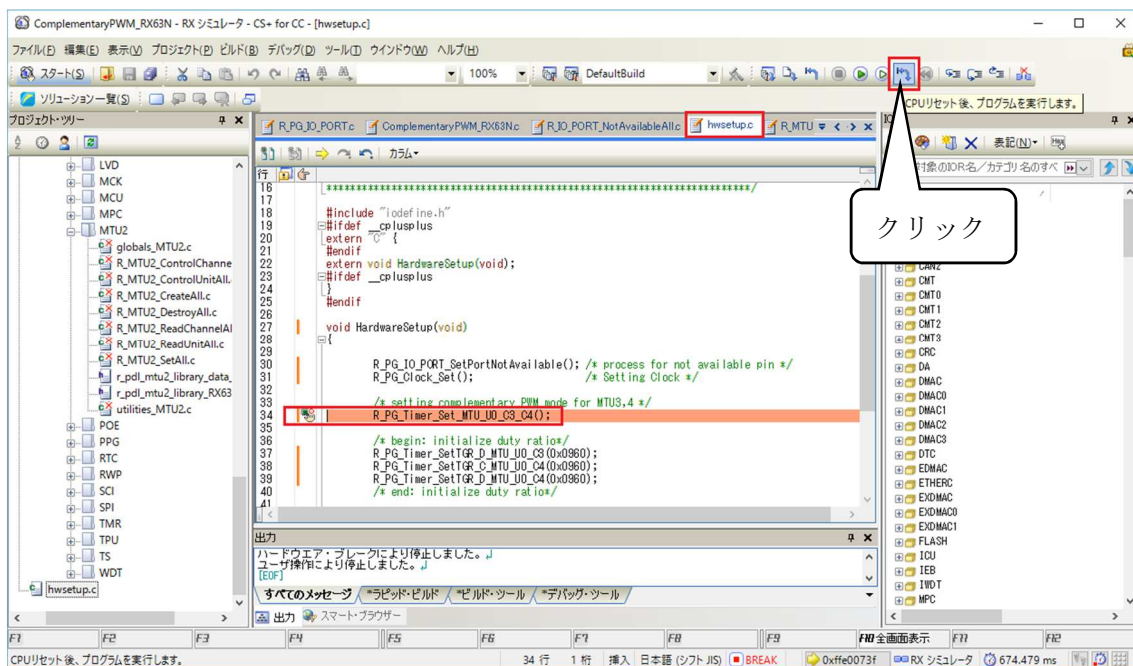 ComplementaryPWM_RX63N - RX シミュレータ - CS+ for CC - [hwsetup.c]
ファイル(F) 編集(E) 表示(V) プロジェクト(P) ビルド(B) デバッグ(D) ツール(T) ウインドウ(W) ヘルプ(H)
スタート(S) 100% DefaultBuild
ソリューション一覧(S)
CPUリセット後、プログラムを実行します。
プロジェクト・ツリー
R_PG_IO_PORT.c ComplementaryPWM_RX63N.c R_IO_PORT_NotAvailableAll.c hwsetup.c R_MTU
表記(N)
カラム
対象のIOR名/カテゴリ名のすべ
クリック
行
LVD
MCK
MCU
MPC
MTU2
globals_MTU2.c
R_MTU2_ControlChanne
R_MTU2_ControlUnitAll.
R_MTU2_CreateAll.c
R_MTU2_DestroyAll.c
R_MTU2_ReadChannelAl
R_MTU2_ReadUnitAll.c
R_MTU2_SetAll.c
r_pdl_mtu2_library_data_
r_pdl_mtu2_library_RX63
utilities_MTU2.c
POE
PPG
RTC
RWP
SCI
SPI
TMR
TPU
TS
WDT
hwsetup.c
16 ***********************************************************************/
17
18 #include "iodefine.h"
19 #ifdef __cplusplus
20 extern "C" {
21 #endif
22 extern void HardwareSetup(void);
23 #ifdef __cplusplus
24 }
25 #endif
26
27 void HardwareSetup(void)
28 {
29
30 R_PG_IO_PORT_SetPortNotAvailable(); /* process for not available pin */
31 R_PG_Clock_Set(); /* Setting Clock */
32
33 /* setting complementary PWM mode for MTU3,4 */
34 R_PG_Timer_Set_MTU_U0_C3_C4();
35
36 /* begin: initialize duty ratio*/
37 R_PG_Timer_SetTGR_D_MTU_U0_C3(0x0960);
38 R_PG_Timer_SetTGR_C_MTU_U0_C4(0x0960);
39 R_PG_Timer_SetTGR_D_MTU_U0_C4(0x0960);
40 /* end: initialize duty ratio*/
41
CAN2
CMT
CMT0
CMT1
CMT2
CMT3
CRC
DA
DMAC
DMAC0
DMAC1
DMAC2
DMAC3
DTC
EDMAC
ETHERC
EXDMAC
EXDMAC0
EXDMAC1
FLASH
ICU
IEB
IWDT
MPC
出力
ハードウエア・ブレークにより停止しました。
ユーザ操作により停止しました。
[EOF]
すべてのメッセージ *ラピッド・ビルド *ビルド・ツール *デバッグ・ツール
出力 スマート・ブラウザー
F1 F2 F3 F4 F5 F6 F7 F8 F9 F10 全画面表示 F11 F12
CPUリセット後、プログラムを実行します。 34 行 1 桁 挿入 日本語 (シフト JIS) BREAK 0xffe0073f RX シミュレータ 674.479 ms